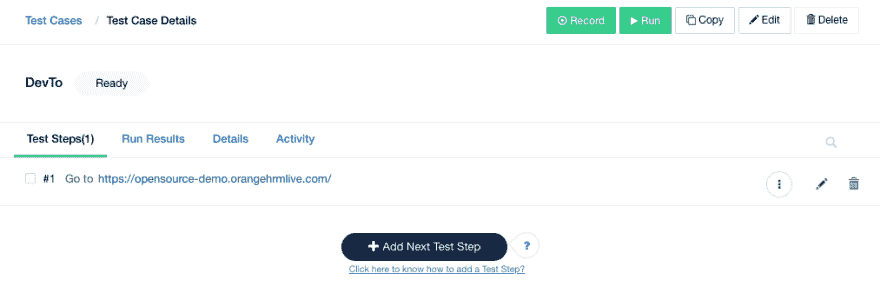 Test Cases / Test Case Details Record Run Copy Edit Delete
DevTo Ready
Test Steps(1) Run Results Details Activity
#1 Go to https://opensource-demo.orangehrmlive.com/
+ Add Next Test Step ?
Click here to know how to add a Test Step?